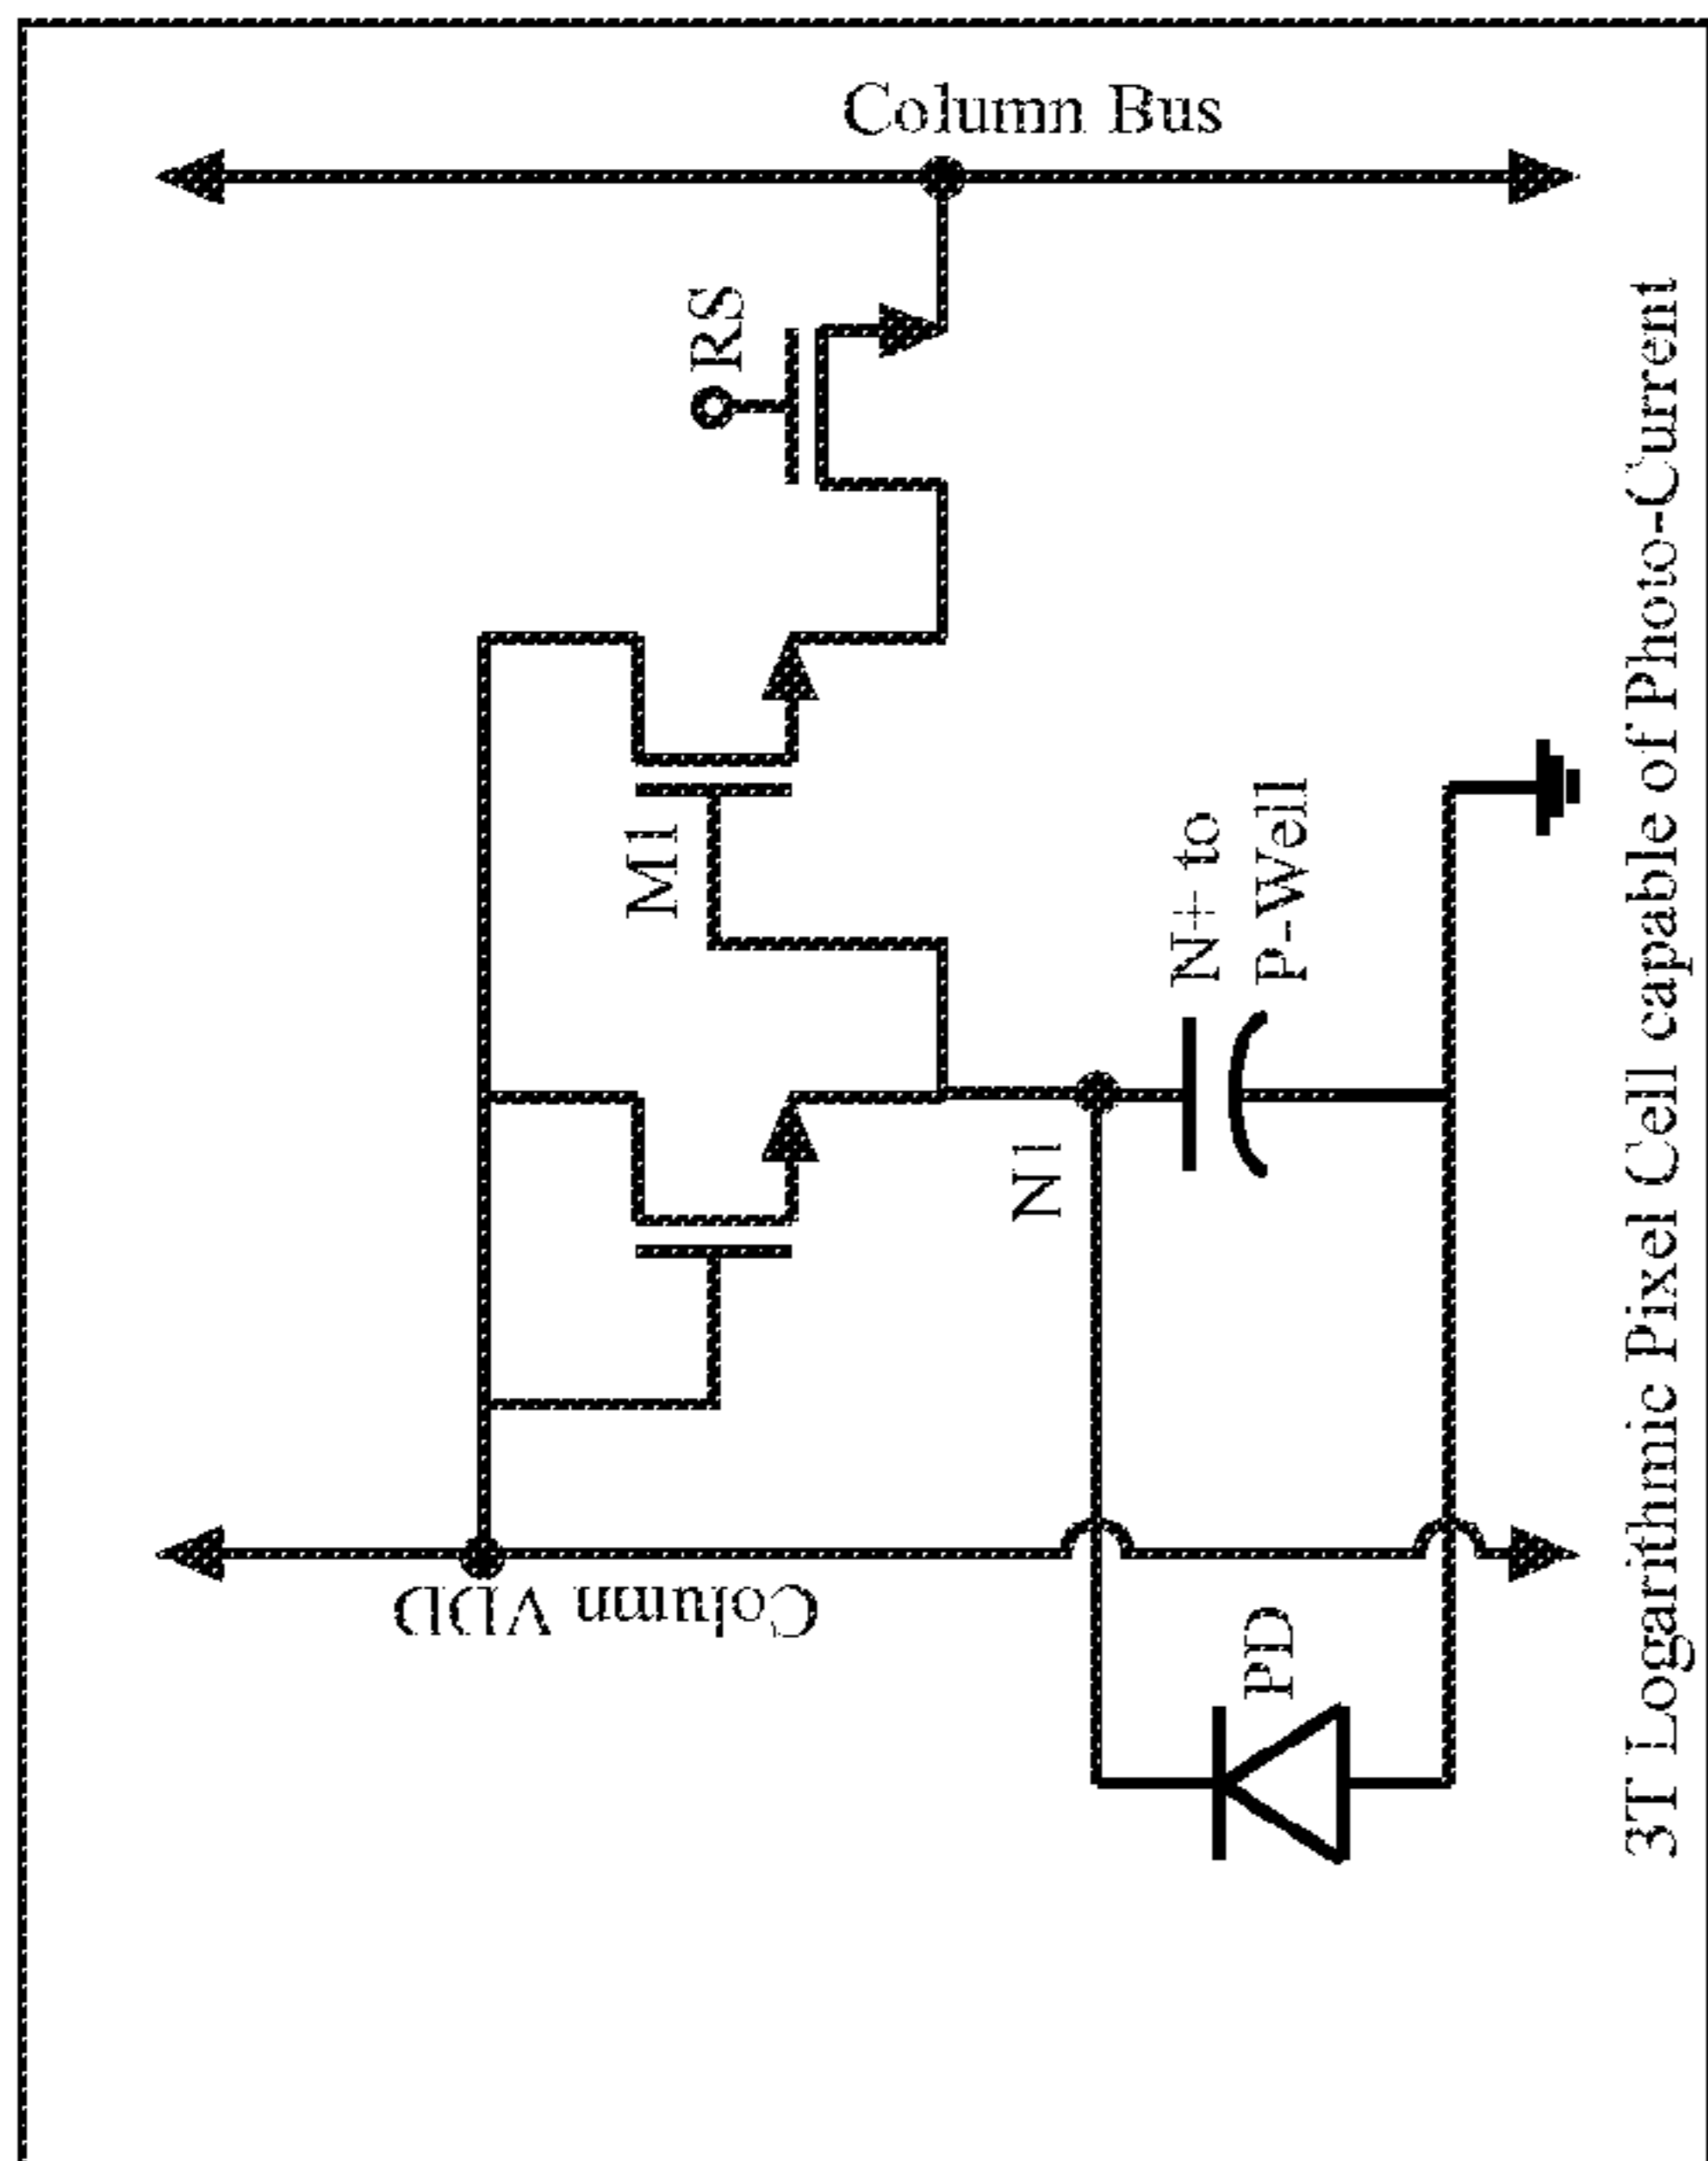 Column VDD
Column Bus
RS
M1
N1
N+ to
P-Well
PD
3T Logarithmic Pixel Cell capable of Photo-Current